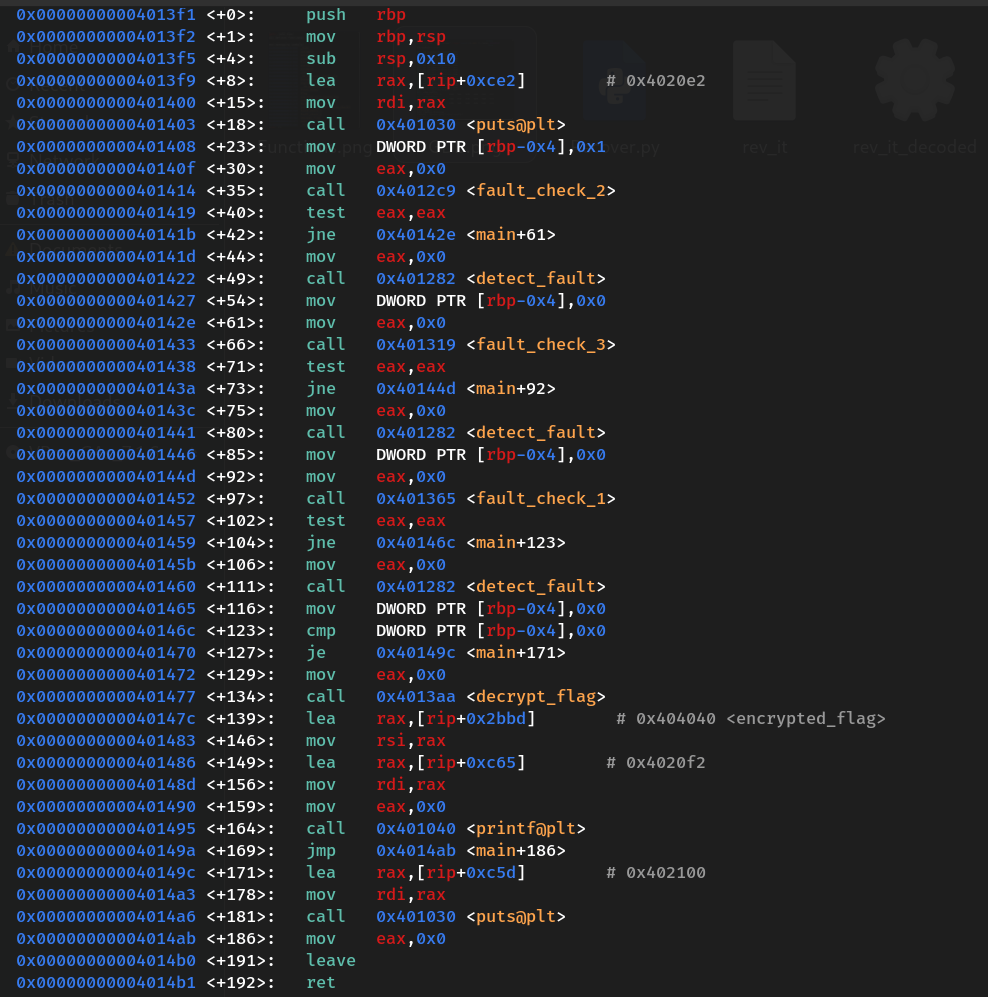 0x00000000004013f1 <+0>: push rbp
0x00000000004013f2 <+1>: mov rbp,rsp
0x00000000004013f5 <+4>: sub rsp,0x10
0x00000000004013f9 <+8>: lea rax,[rip+0xce2] # 0x4020e2
0x0000000000401400 <+15>: mov rdi,rax
0x0000000000401403 <+18>: call 0x401030 <puts@plt>
0x0000000000401408 <+23>: mov DWORD PTR [rbp-0x4],0x1
0x000000000040140f <+30>: mov eax,0x0
0x0000000000401414 <+35>: call 0x4012c9 <fault_check_2>
0x0000000000401419 <+40>: test eax,eax
0x000000000040141b <+42>: jne 0x40142e <main+61>
0x000000000040141d <+44>: mov eax,0x0
0x0000000000401422 <+49>: call 0x401282 <detect_fault>
0x0000000000401427 <+54>: mov DWORD PTR [rbp-0x4],0x0
0x000000000040142e <+61>: mov eax,0x0
0x0000000000401433 <+66>: call 0x401319 <fault_check_3>
0x0000000000401438 <+71>: test eax,eax
0x000000000040143a <+73>: jne 0x40144d <main+92>
0x000000000040143c <+75>: mov eax,0x0
0x0000000000401441 <+80>: call 0x401282 <detect_fault>
0x0000000000401446 <+85>: mov DWORD PTR [rbp-0x4],0x0
0x000000000040144d <+92>: mov eax,0x0
0x0000000000401452 <+97>: call 0x401365 <fault_check_1>
0x0000000000401457 <+102>: test eax,eax
0x0000000000401459 <+104>: jne 0x40146c <main+123>
0x000000000040145b <+106>: mov eax,0x0
0x0000000000401460 <+111>: call 0x401282 <detect_fault>
0x0000000000401465 <+116>: mov DWORD PTR [rbp-0x4],0x0
0x000000000040146c <+123>: cmp DWORD PTR [rbp-0x4],0x0
0x0000000000401470 <+127>: je 0x40149c <main+171>
0x0000000000401472 <+129>: mov eax,0x0
0x0000000000401477 <+134>: call 0x4013aa <decrypt_flag>
0x000000000040147c <+139>: lea rax,[rip+0x2bbd] # 0x404040 <encrypted_flag>
0x0000000000401483 <+146>: mov rsi,rax
0x0000000000401486 <+149>: lea rax,[rip+0xc65] # 0x4020f2
0x000000000040148d <+156>: mov rdi,rax
0x0000000000401490 <+159>: mov eax,0x0
0x0000000000401495 <+164>: call 0x401040 <printf@plt>
0x000000000040149a <+169>: jmp 0x4014ab <main+186>
0x000000000040149c <+171>: lea rax,[rip+0xc5d] # 0x402100
0x00000000004014a3 <+178>: mov rdi,rax
0x00000000004014a6 <+181>: call 0x401030 <puts@plt>
0x00000000004014ab <+186>: mov eax,0x0
0x00000000004014b0 <+191>: leave
0x00000000004014b1 <+192>: ret
rev_it
rev_it_decoded